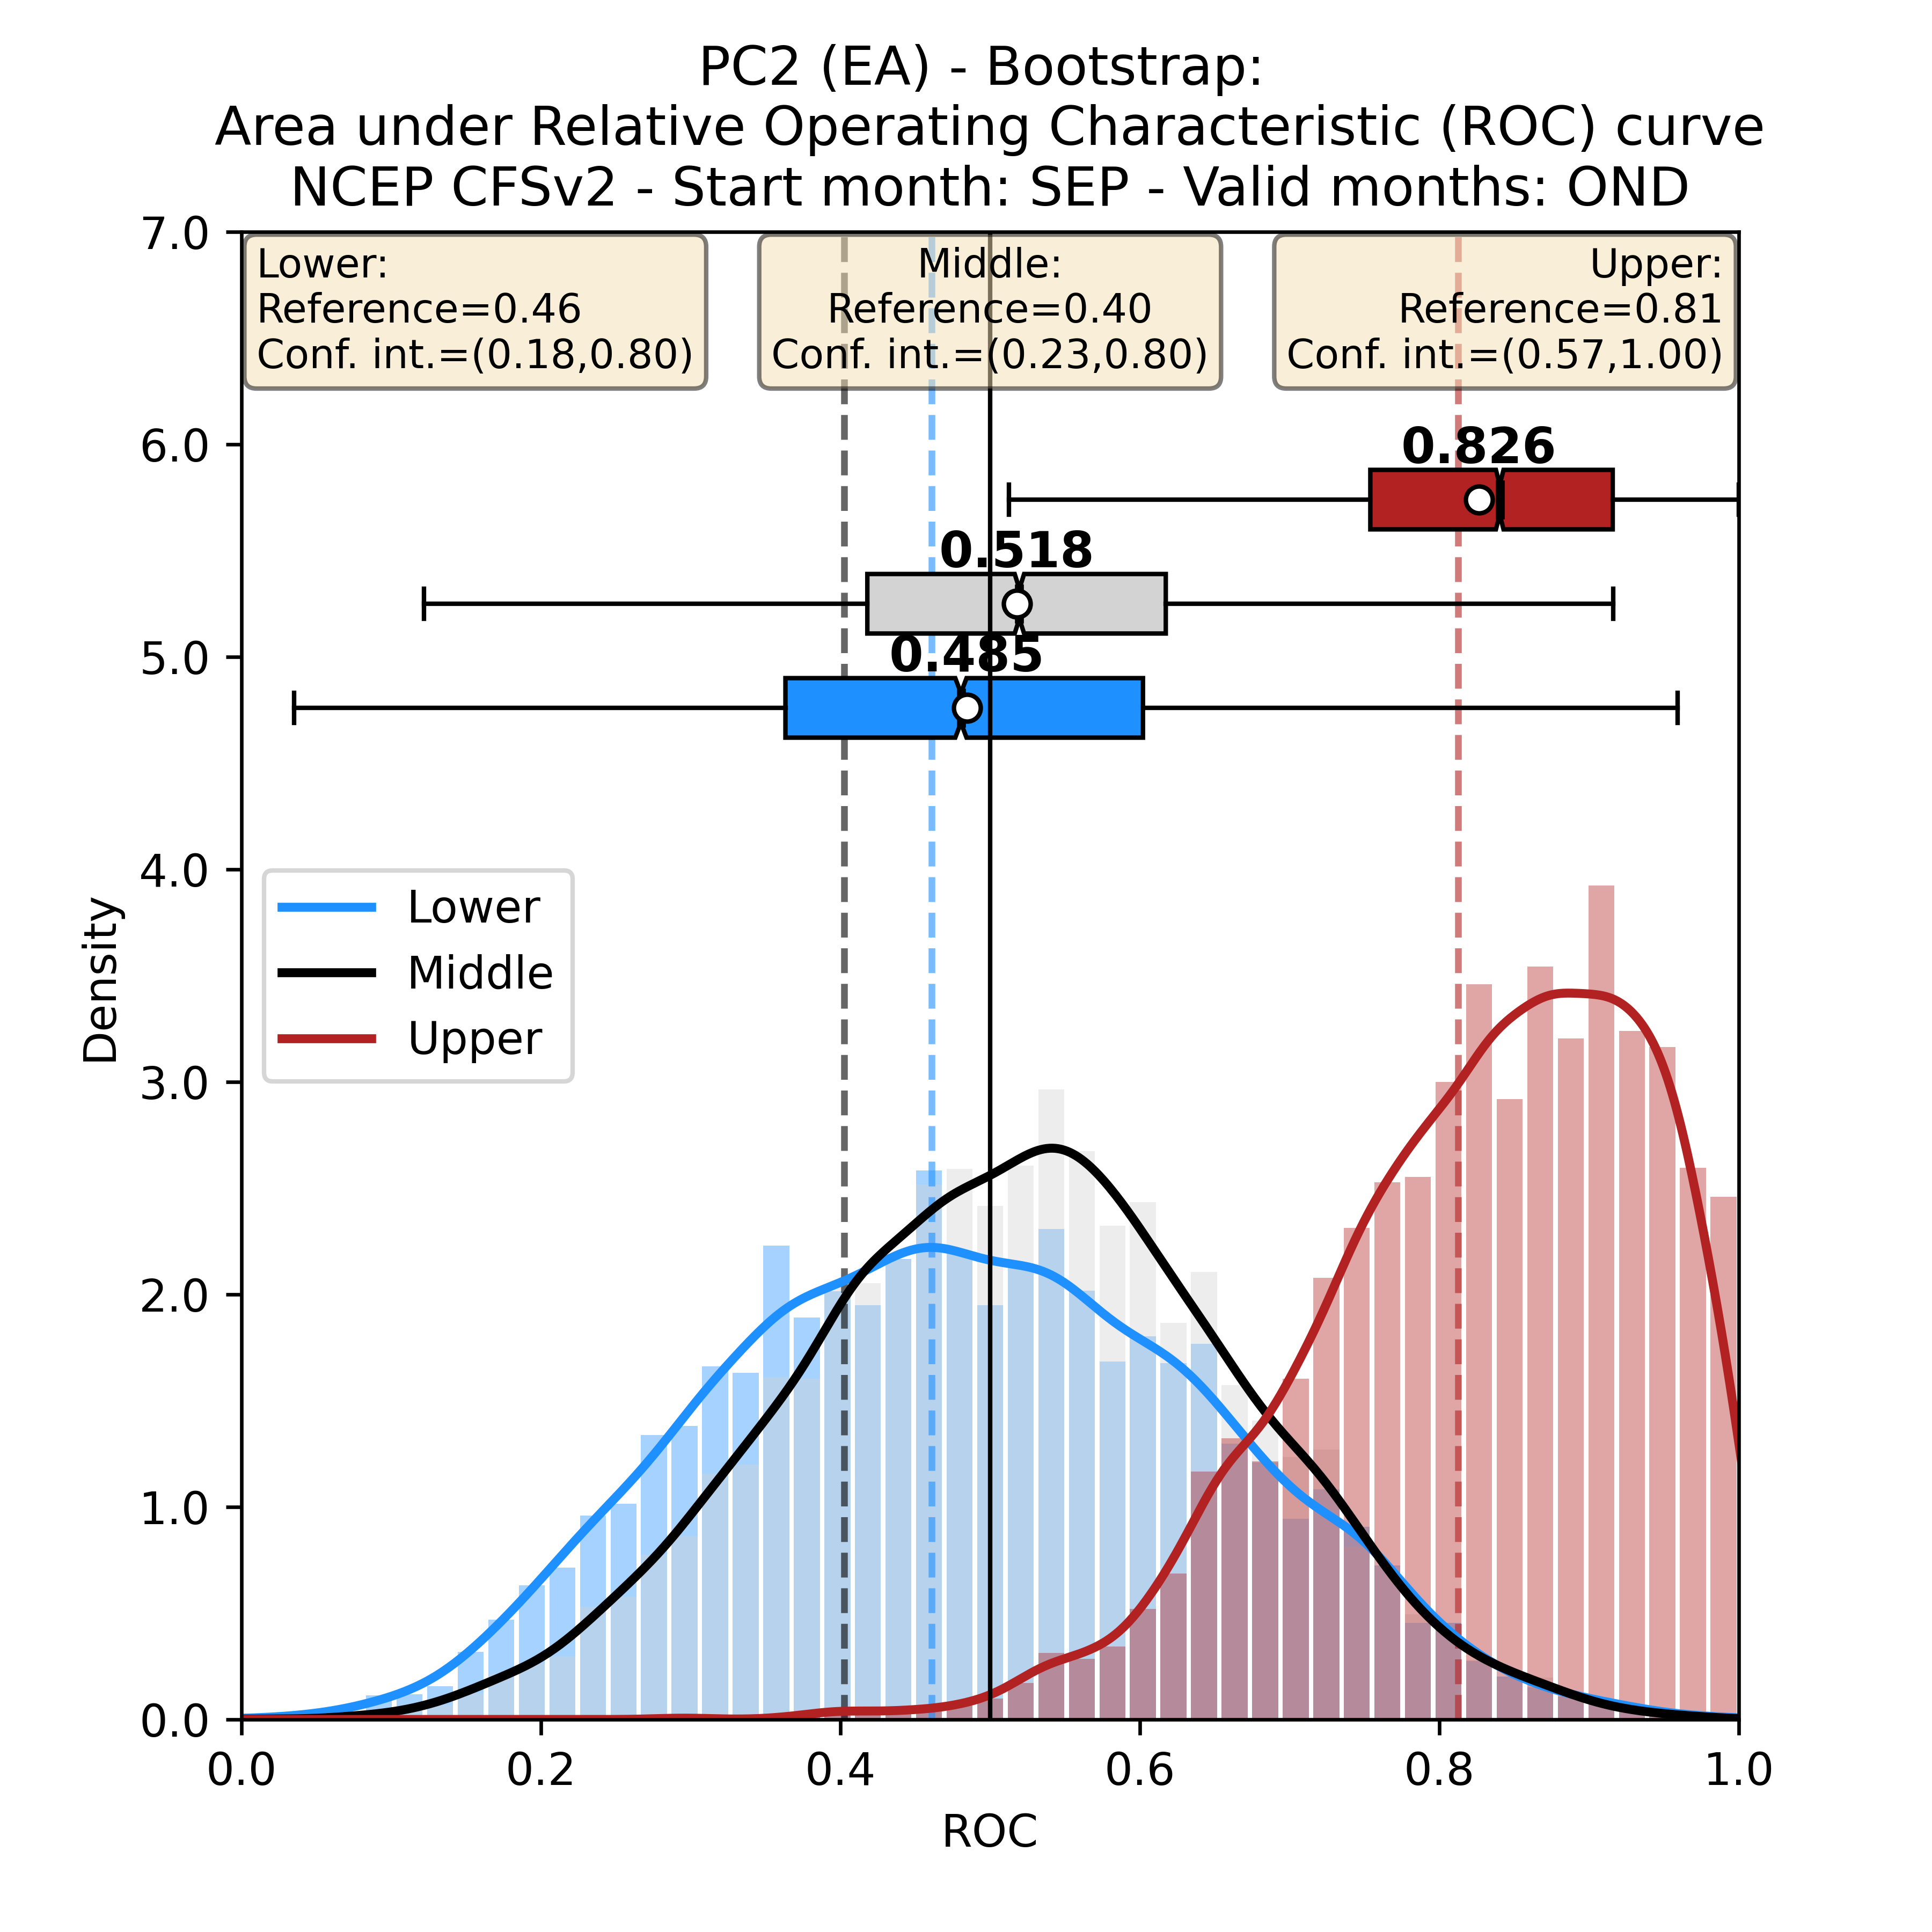 PC2 (EA) - Bootstrap:
Area under Relative Operating Characteristic (ROC) curve
NCEP CFSv2 - Start month: SEP - Valid months: OND
7.0
Lower:
Reference=0.46
Conf. int.=(0.18,0.80)
Middle:
Reference=0.40
Conf. int.=(0.23,0.80)
Upper:
Reference=0.81
Conf. int.=(0.57,1.00)
6.0
0.826
0.518
5.0
0.485
4.0
Lower
Middle
Upper
Density
3.0
2.0
1.0
0.0
0.0 0.2 0.4 0.6 0.8 1.0
ROC